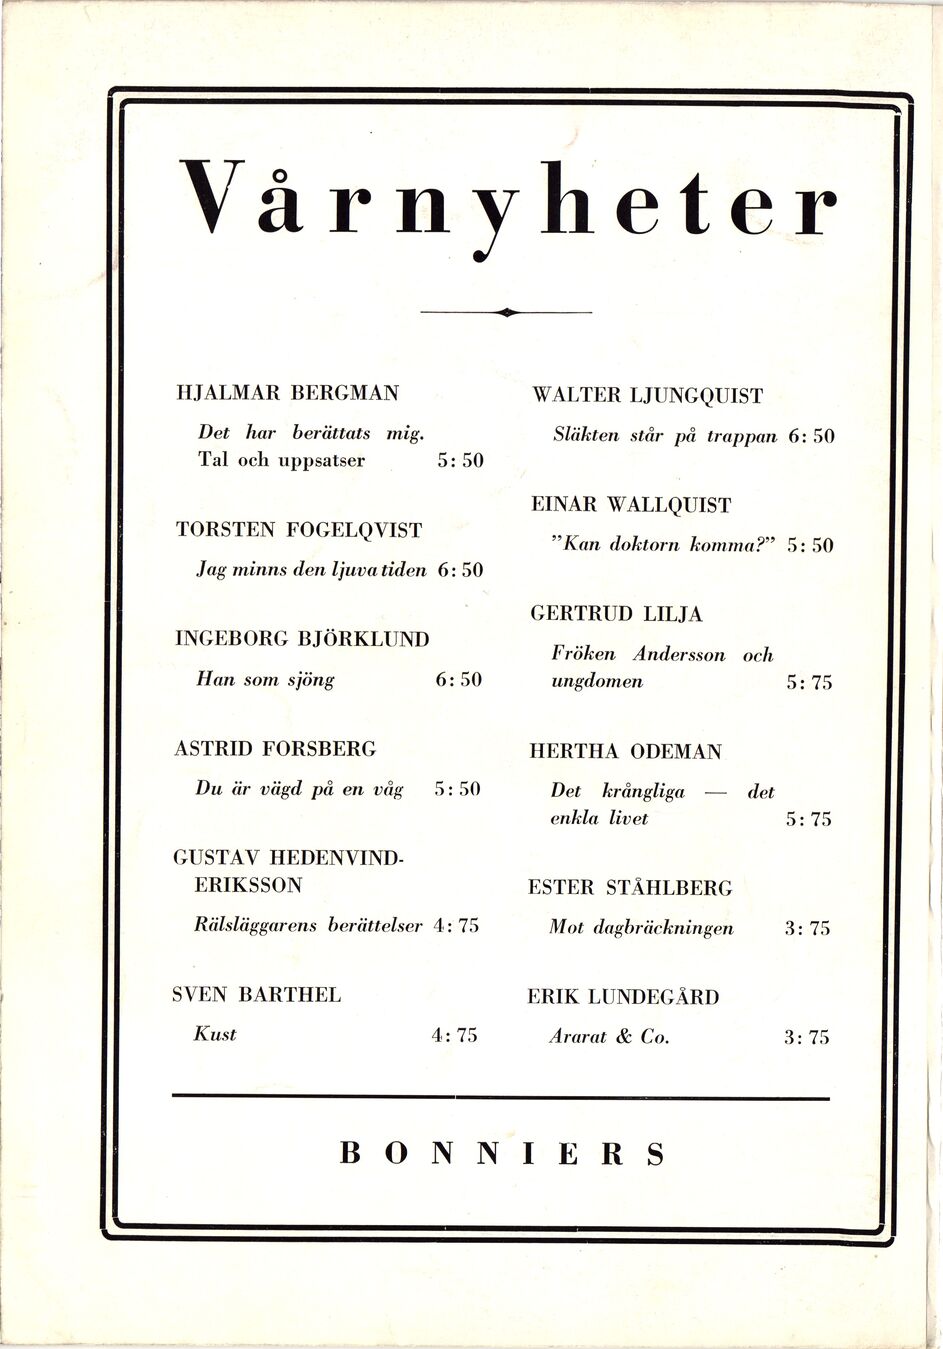 Vårnyheter
HJALMAR BERGMAN
Det har berättats mig.
Tal och uppsatser 5: 50
TORSTEN FOGELQVIST
Jag minns den ljuva tiden 6: 50
INGEBORG BJÖRKLUND
Han som sjöng 6: 50
ASTRID FORSBERG
Du är vägd på en våg 5: 50
GUSTAV HEDENVIND-
ERIKSSON
Rälsläggarens berättelser 4: 75
SVEN BARTHEL
Kust 4: 75
WALTER LJUNGQUIST
Släkten står på trappan 6: 50
EINAR WALLQUIST
”Kan doktorn komma?” 5: 50
GERTRUD LILJA
Fröken Andersson och
ungdomen 5: 75
HERTHA ODEMAN
Det krångliga — det
enkla livet 5: 75
ESTER STÅHLBERG
Mot dagbräckningen 3: 75
ERIK LUNDEGÅRD
Ararat & Co. 3: 75
BONNIERS